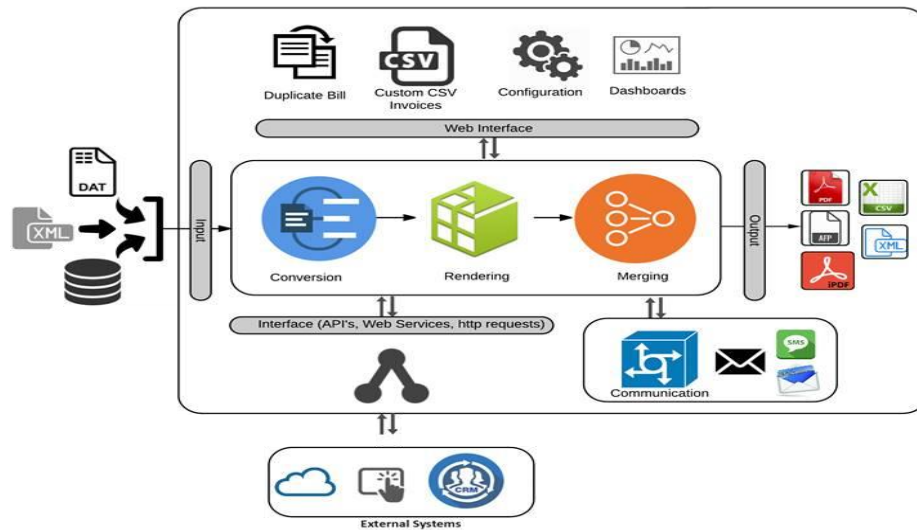 Duplicate Bill
CSV
Custom CSV
Invoices
Configuration
Dashboards
Web Interface
DAT
XML
Input
Conversion
Rendering
Merging
Output
PDF
CSV
AFP
XML
iPDF
Interface (API's, Web Services, http requests)
Communication
SMS
CRM
External Systems